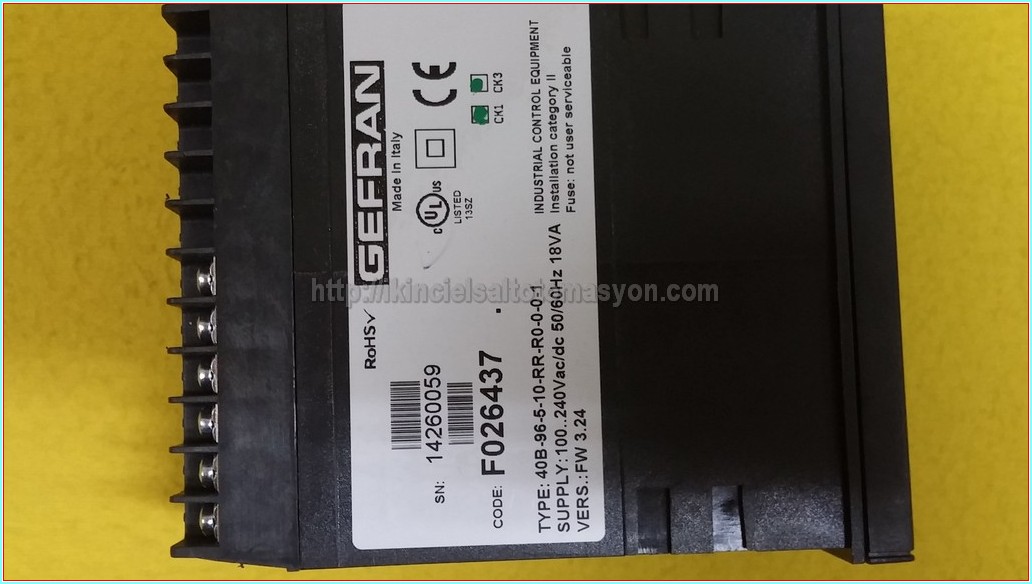 RoHS✓ GEFRAN
Made in Italy
SN: 14260059
C UL US
LISTED
13SZ
CE
CODE: F026437
CK1 CK3
TYPE: 40B-96-5-10-RR-R0-0-0-1
INDUSTRIAL CONTROL EQUIPMENT
SUPPLY:100..240Vac/dc 50/60Hz 18VA
Installation category II
VERS.:FW 3.24
Fuse: not user serviceable
http://ikincielsaltotomasyon.com